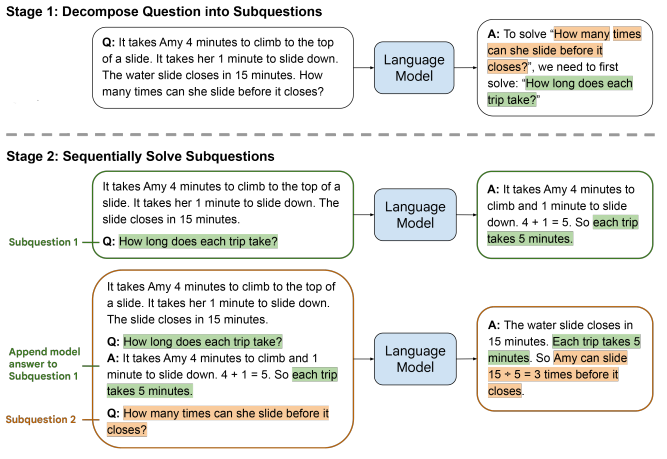 Stage 1: Decompose Question into Subquestions
Q: It takes Amy 4 minutes to climb to the top
of a slide. It takes her 1 minute to slide down.
The water slide closes in 15 minutes. How
many times can she slide before it closes?
Language
Model
A: To solve “How many times
can she slide before it
closes?”, we need to first
solve: “How long does each
trip take?”
Stage 2: Sequentially Solve Subquestions
It takes Amy 4 minutes to climb to the top of a
slide. It takes her 1 minute to slide down. The
slide closes in 15 minutes.
Subquestion 1
Q: How long does each trip take?
Language
Model
A: It takes Amy 4 minutes to
climb and 1 minute to slide
down. 4 + 1 = 5. So each trip
takes 5 minutes.
It takes Amy 4 minutes to climb to the top of
a slide. It takes her 1 minute to slide down.
The slide closes in 15 minutes.
Q: How long does each trip take?
Append model
answer to
Subquestion 1
A: It takes Amy 4 minutes to climb and 1
minute to slide down. 4 + 1 = 5. So each trip
takes 5 minutes.
Subquestion 2
Q: How many times can she slide before it
closes?
Language
Model
A: The water slide closes in
15 minutes. Each trip takes 5
minutes. So Amy can slide
15 ÷ 5 = 3 times before it
closes.